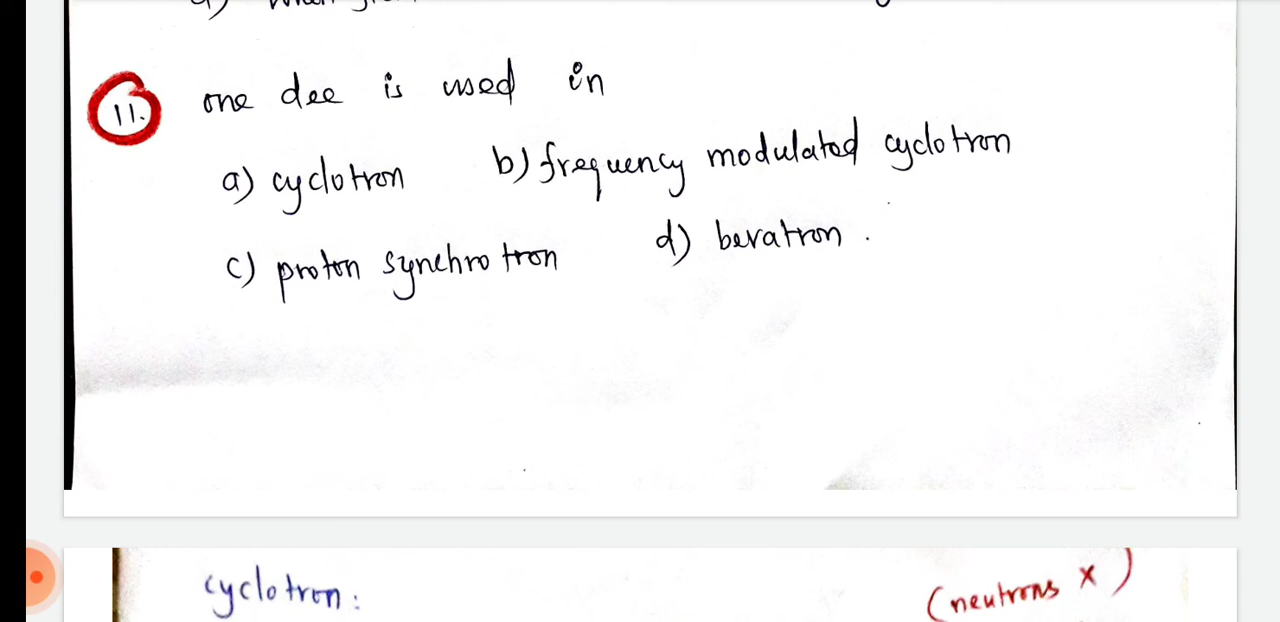 11. one dee is used in
a) cyclotron b) frequency modulated cyclotron
c) proton synchrotron d) bevatron.
cyclotron: (neutrons x)